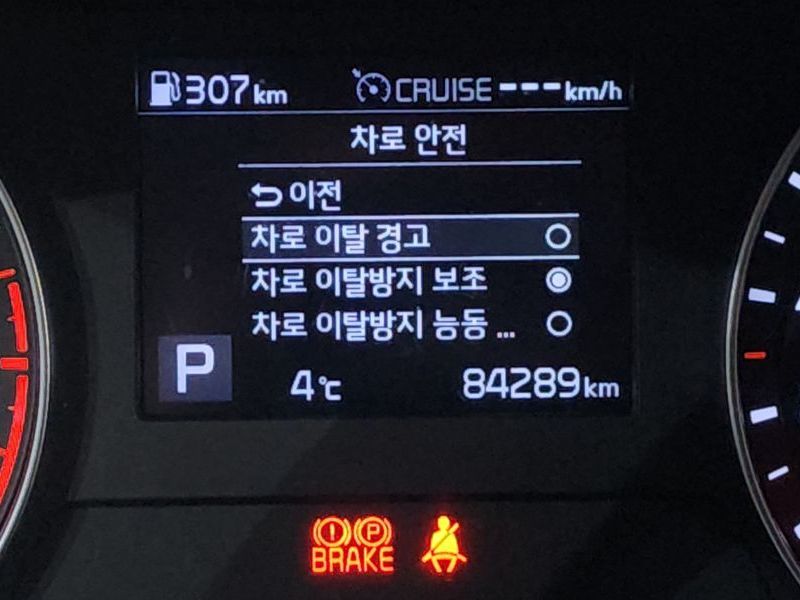 307km CRUISE ---km/h
차로 안전
이전
차로 이탈 경고
차로 이탈방지 보조
차로 이탈방지 능동 ...
P 4℃ 84289km
(!) (P)
BRAKE